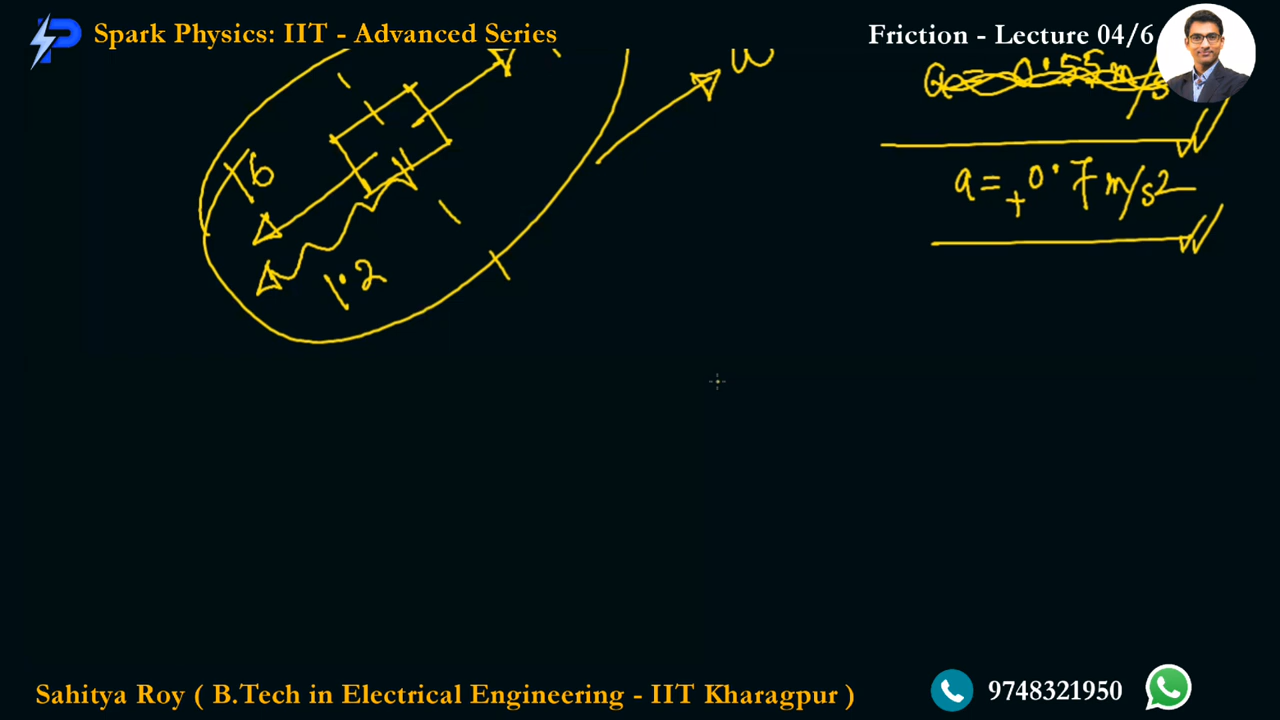 Spark Physics: IIT - Advanced Series
Friction - Lecture 04/6
u
a = + 0.7 m/s2
16
1.2
Sahitya Roy ( B.Tech in Electrical Engineering - IIT Kharagpur )
9748321950